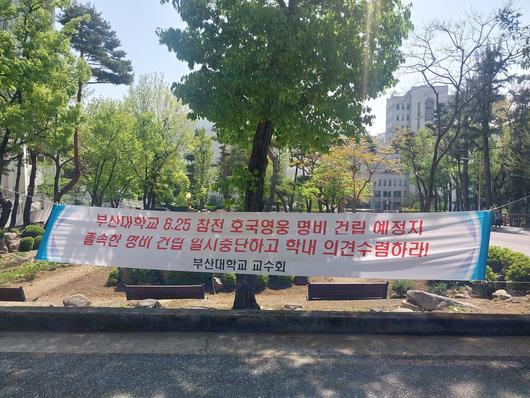 부산대학교 6.25 참전 호국영웅 명비 건립 예정지
졸속한 명비 건립 일시중단하고 학내 의견수렴하라!
부산대학교 교수회